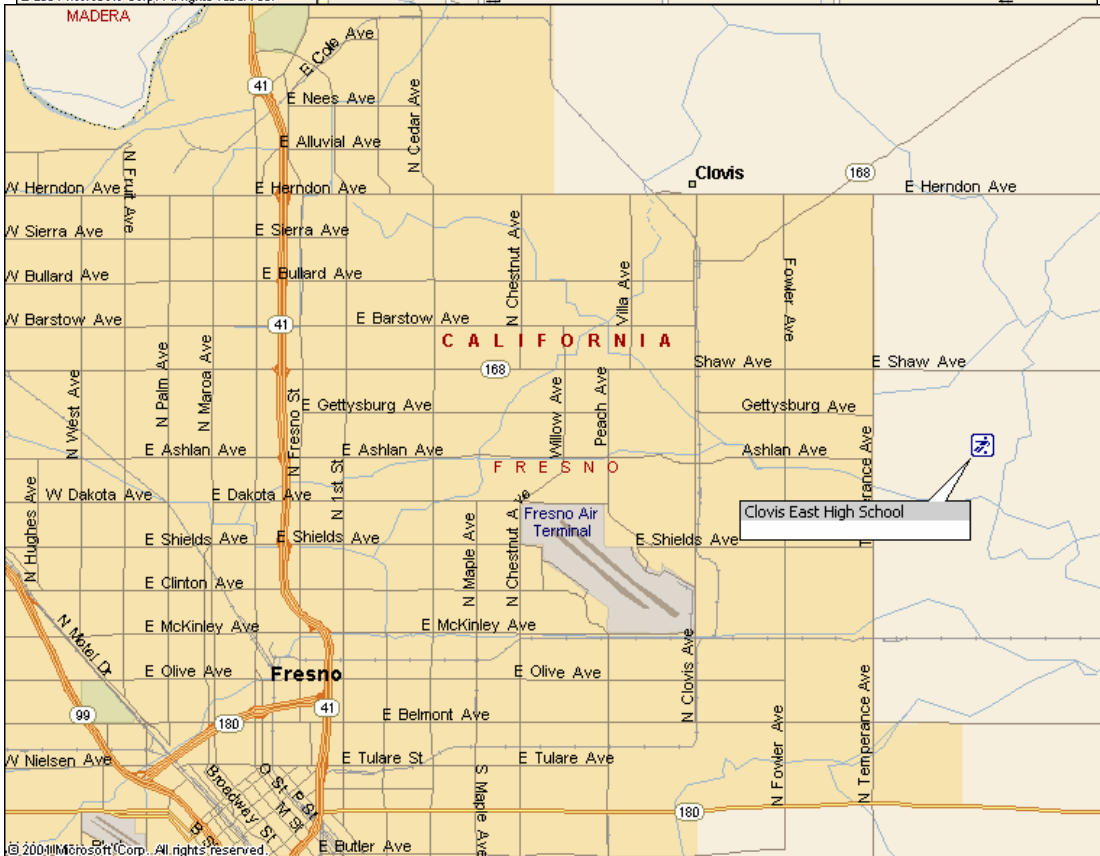 MADERA
E Cole Ave
41
E Nees Ave
N Cedar Ave
E Alluvial Ave
N Fruit Ave
Clovis
168
W Herndon Ave
E Herndon Ave
E Herndon Ave
W Sierra Ave
E Sierra Ave
N Chestnut Ave
W Bullard Ave
E Bullard Ave
Villa Ave
Fowler Ave
W Barstow Ave
41
E Barstow Ave
CALIFORNIA
N West Ave
N Palm Ave
N Maroa Ave
168
Shaw Ave
E Shaw Ave
N Fresno St
E Gettysburg Ave
Willow Ave
Peach Ave
Gettysburg Ave
E Ashlan Ave
E Ashlan Ave
Ashlan Ave
FRESNO
N Hughes Ave
W Dakota Ave
E Dakota Ave
N 1st St
N Maple Ave
N Chestnut Ave
Fresno Air
Terminal
Clovis East High School
E Shields Ave
E Shields Ave
E Shields Ave
E Clinton Ave
N Motel Dr
E McKinley Ave
E McKinley Ave
N Clovis Ave
E Olive Ave
Fresno
E Olive Ave
N Temperance Ave
99
180
41
E Belmont Ave
N Fowler Ave
W Nielsen Ave
E Tulare St
E Tulare Ave
Broadway St
O St
P St
M St
S Maple Ave
180
E Butler Ave
© 2001 Microsoft Corp. All rights reserved.